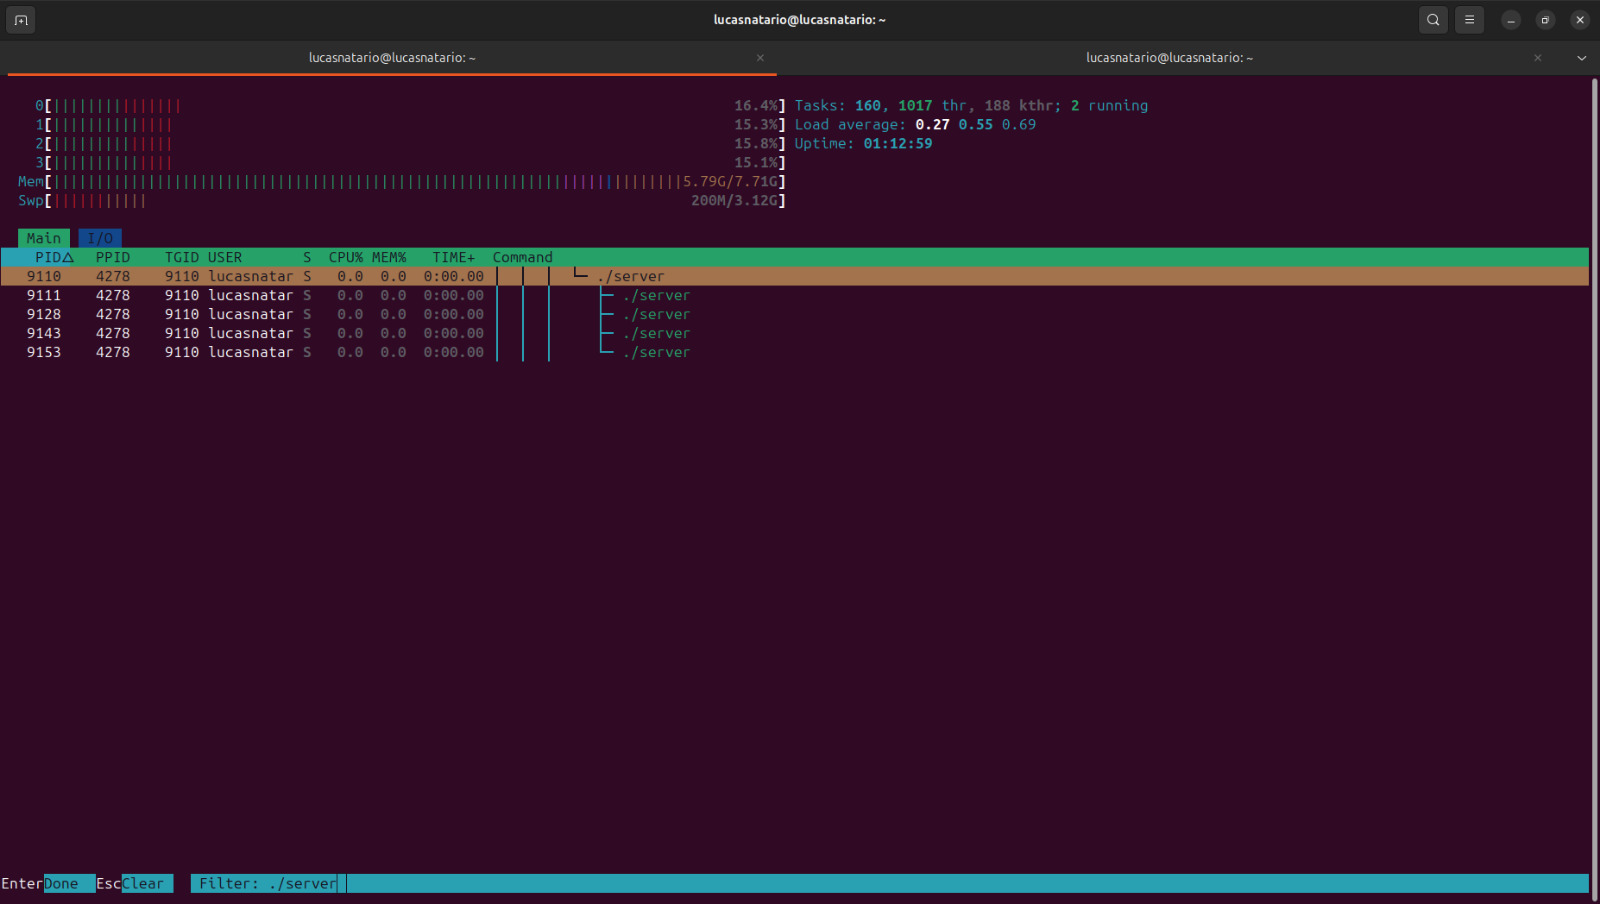 lucasnatario@lucasnatario: ~
lucasnatario@lucasnatario: ~ × lucasnatario@lucasnatario: ~ ×
0[||||||||||||||| 16.4%] Tasks: 160, 1017 thr, 188 kthr; 2 running
1[|||||||||||||| 15.3%] Load average: 0.27 0.55 0.69
2[|||||||||||||| 15.8%] Uptime: 01:12:59
3[|||||||||||||| 15.1%]
Mem[|||||||||||||||||||||||||||||||||||||||||||||||||||||||||||||||||||||||||5.79G/7.71G]
Swp[||||||||||| 200M/3.12G]
Main I/O
PID△ PPID TGID USER S CPU% MEM% TIME+ Command
9110 4278 9110 lucasnatar S 0.0 0.0 0:00.00 │ │ │ └─ ./server
9111 4278 9110 lucasnatar S 0.0 0.0 0:00.00 │ │ │ ├─ ./server
9128 4278 9110 lucasnatar S 0.0 0.0 0:00.00 │ │ │ ├─ ./server
9143 4278 9110 lucasnatar S 0.0 0.0 0:00.00 │ │ │ ├─ ./server
9153 4278 9110 lucasnatar S 0.0 0.0 0:00.00 │ │ │ └─ ./server
EnterDone EscClear Filter: ./server